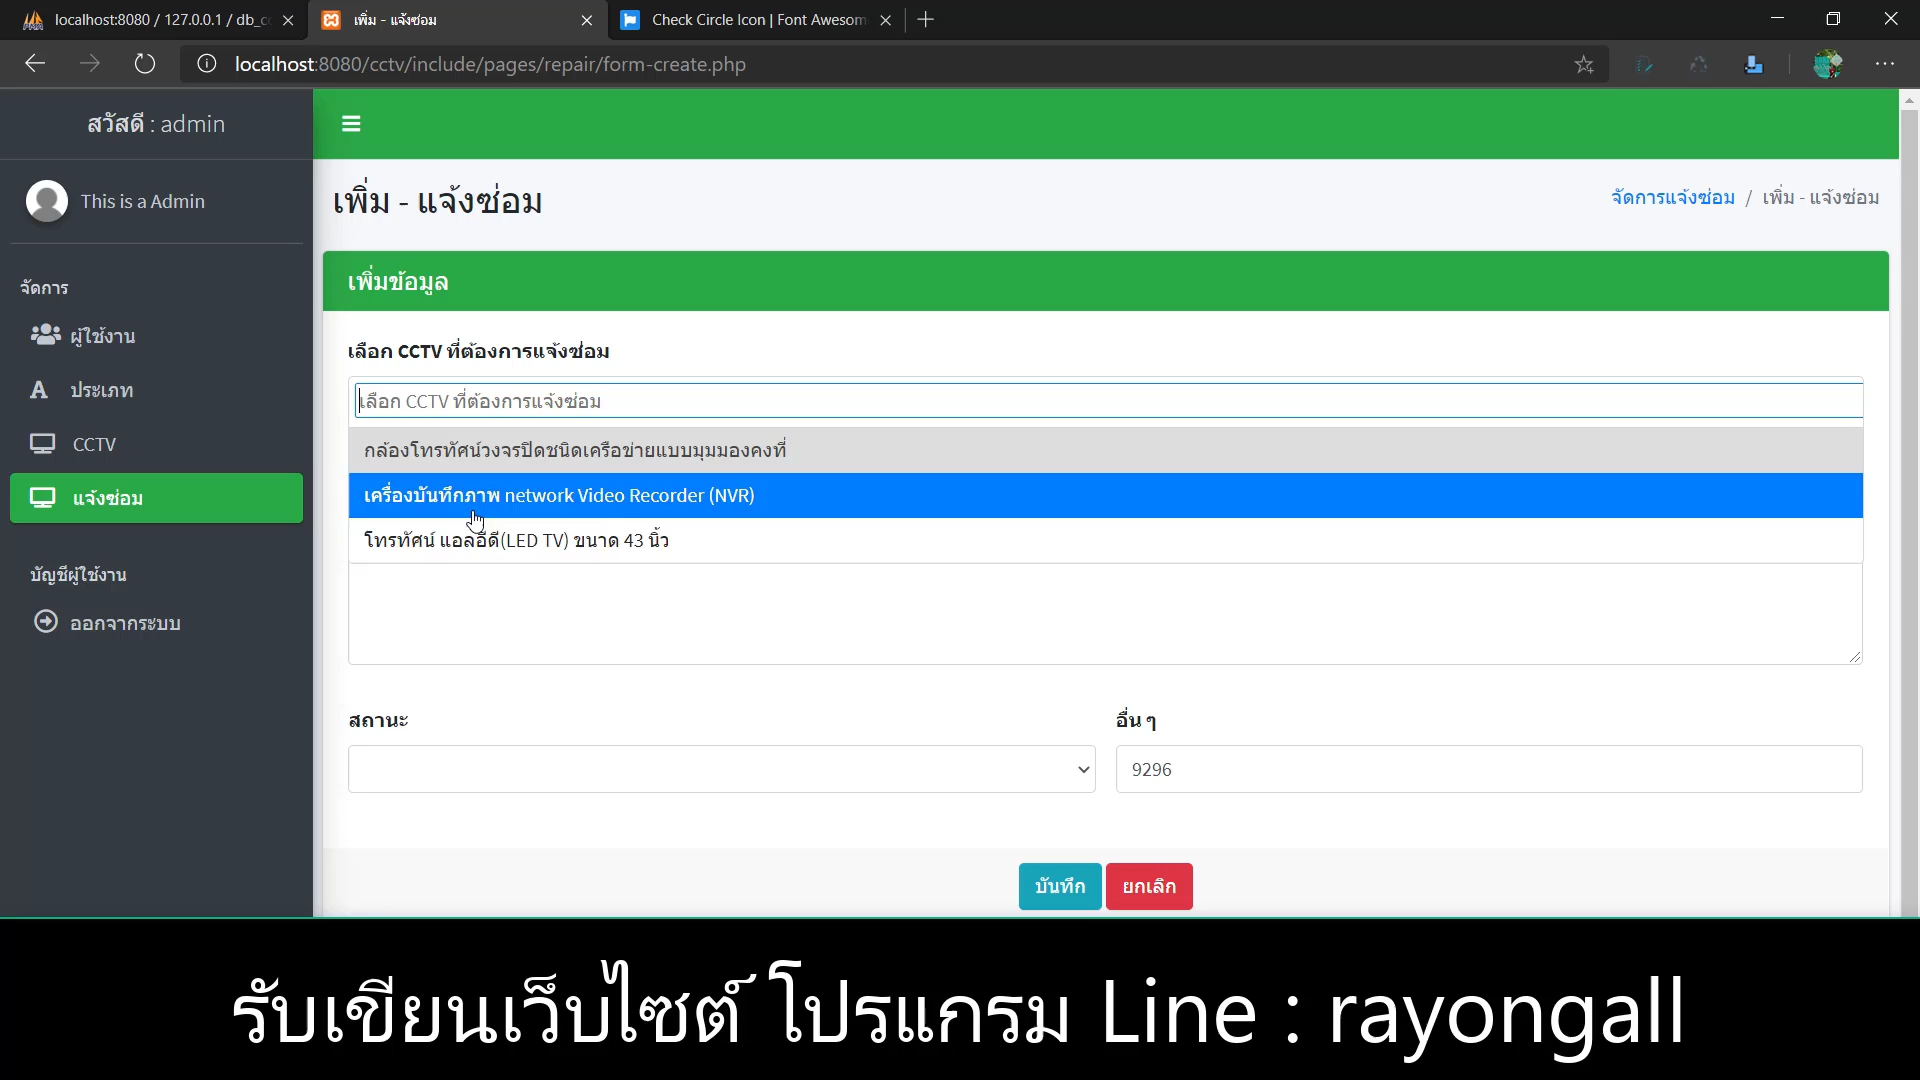 localhost:8080 / 127.0.0.1 / db_c
เพิ่ม - แจ้งซ่อม
Check Circle Icon | Font Awesom
localhost:8080/cctv/include/pages/repair/form-create.php
สวัสดี : admin
This is a Admin
จัดการ
ผู้ใช้งาน
ประเภท
CCTV
แจ้งซ่อม
บัญชีผู้ใช้งาน
ออกจากระบบ
เพิ่ม - แจ้งซ่อม
จัดการแจ้งซ่อม / เพิ่ม - แจ้งซ่อม
เพิ่มข้อมูล
เลือก CCTV ที่ต้องการแจ้งซ่อม
เลือก CCTV ที่ต้องการแจ้งซ่อม
กล้องโทรทัศน์วงจรปิดชนิดเครือข่ายแบบมุมมองคงที่
เครื่องบันทึกภาพ network Video Recorder (NVR)
โทรทัศน์ แอลอีดี(LED TV) ขนาด 43 นิ้ว
สถานะ
อื่น ๆ
9296
บันทึก
ยกเลิก
รับเขียนเว็บไซต์ โปรแกรม Line : rayongall